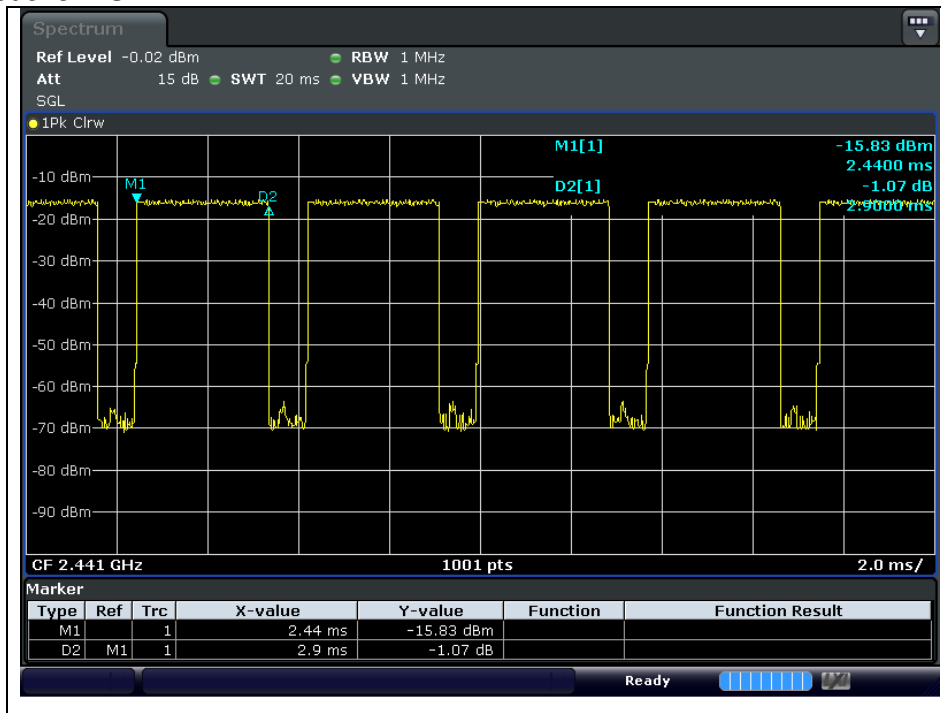 Spectrum
Ref Level -0.02 dBm RBW 1 MHz
Att 15 dB SWT 20 ms VBW 1 MHz
SGL
1Pk Clrw
M1[1] -15.83 dBm
2.4400 ms
D2[1] -1.07 dB
2.9000 ms
M1
D2
-10 dBm
-20 dBm
-30 dBm
-40 dBm
-50 dBm
-60 dBm
-70 dBm
-80 dBm
-90 dBm
CF 2.441 GHz 1001 pts 2.0 ms/
Marker
Type Ref Trc X-value Y-value Function Function Result
M1 1 2.44 ms -15.83 dBm
D2 M1 1 2.9 ms -1.07 dB
Ready